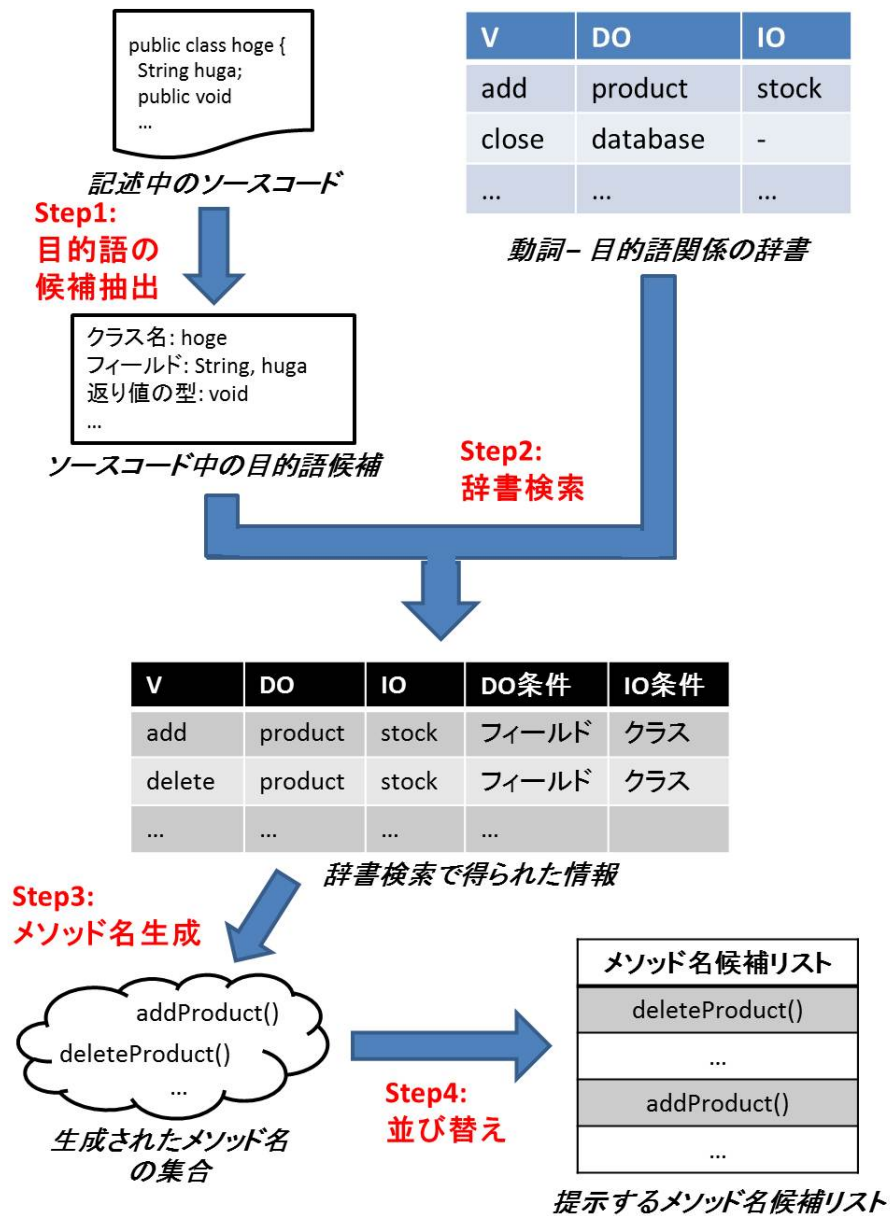 public class hoge {
String huga;
public void
…
記述中のソースコード
V DO IO
add product stock
close database -
… … …
動詞– 目的語関係の辞書
Step1:
目的語の
候補抽出
クラス名: hoge
フィールド: String, huga
返り値の型: void
…
ソースコード中の目的語候補
Step2:
辞書検索
V DO IO DO条件 IO条件
add product stock フィールド クラス
delete product stock フィールド クラス
… … … …
辞書検索で得られた情報
Step3:
メソッド名生成
addProduct()
deleteProduct()
…
生成されたメソッド名
の集合
Step4:
並び替え
メソッド名候補リスト
deleteProduct()
…
addProduct()
…
提示するメソッド名候補リスト